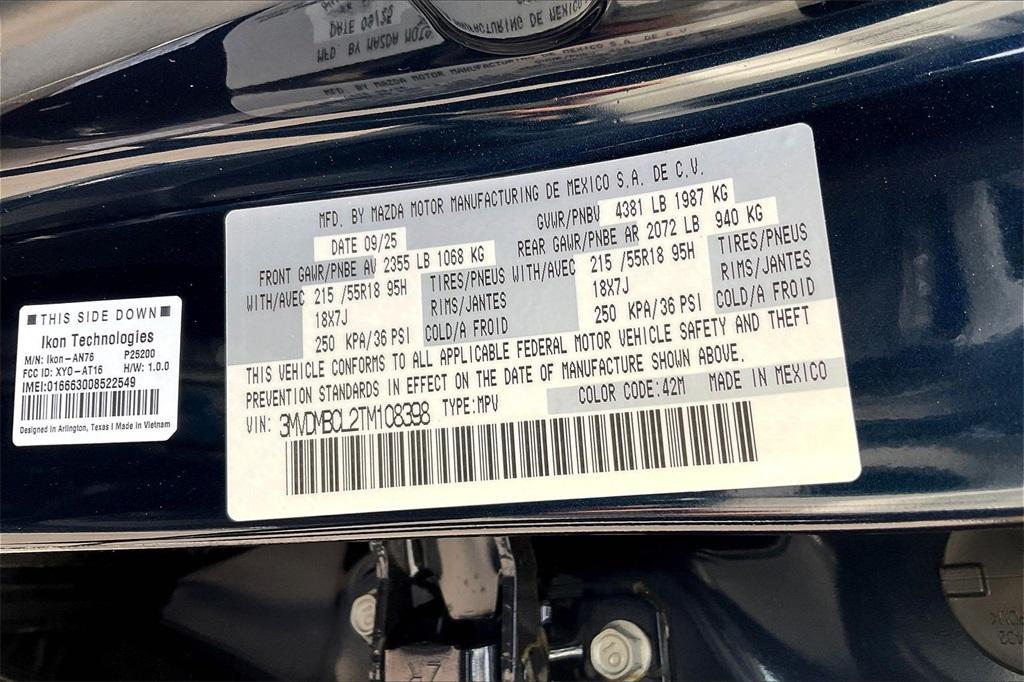 MFD. BY MAZDA MOTOR MANUFACTURING DE MEXICO S.A. DE C.V.
DATE 09/25 GVWR/PNBV 4381 LB 1987 KG
FRONT GAWR/PNBE AV 2355 LB 1068 KG REAR GAWR/PNBE AR 2072 LB 940 KG
WITH/AVEC 215 /55R18 95H TIRES/PNEUS WITH/AVEC 215 /55R18 95H TIRES/PNEUS
18X7J RIMS/JANTES 18X7J RIMS/JANTES
250 KPA/36 PSI COLD/A FROID 250 KPA/36 PSI COLD/A FROID
THIS VEHICLE CONFORMS TO ALL APPLICABLE FEDERAL MOTOR VEHICLE SAFETY AND THEFT
PREVENTION STANDARDS IN EFFECT ON THE DATE OF MANUFACTURE SHOWN ABOVE.
COLOR CODE:42M MADE IN MEXICO
VIN: 3MVDMBCL2TM108398 TYPE:MPV
THIS SIDE DOWN
Ikon Technologies
M/N: Ikon-AN76 P25200
FCC ID: XYO-AT16 H/W: 1.0.0
IMEI:016663008522549
Designed in Arlington, Texas | Made in Vietnam